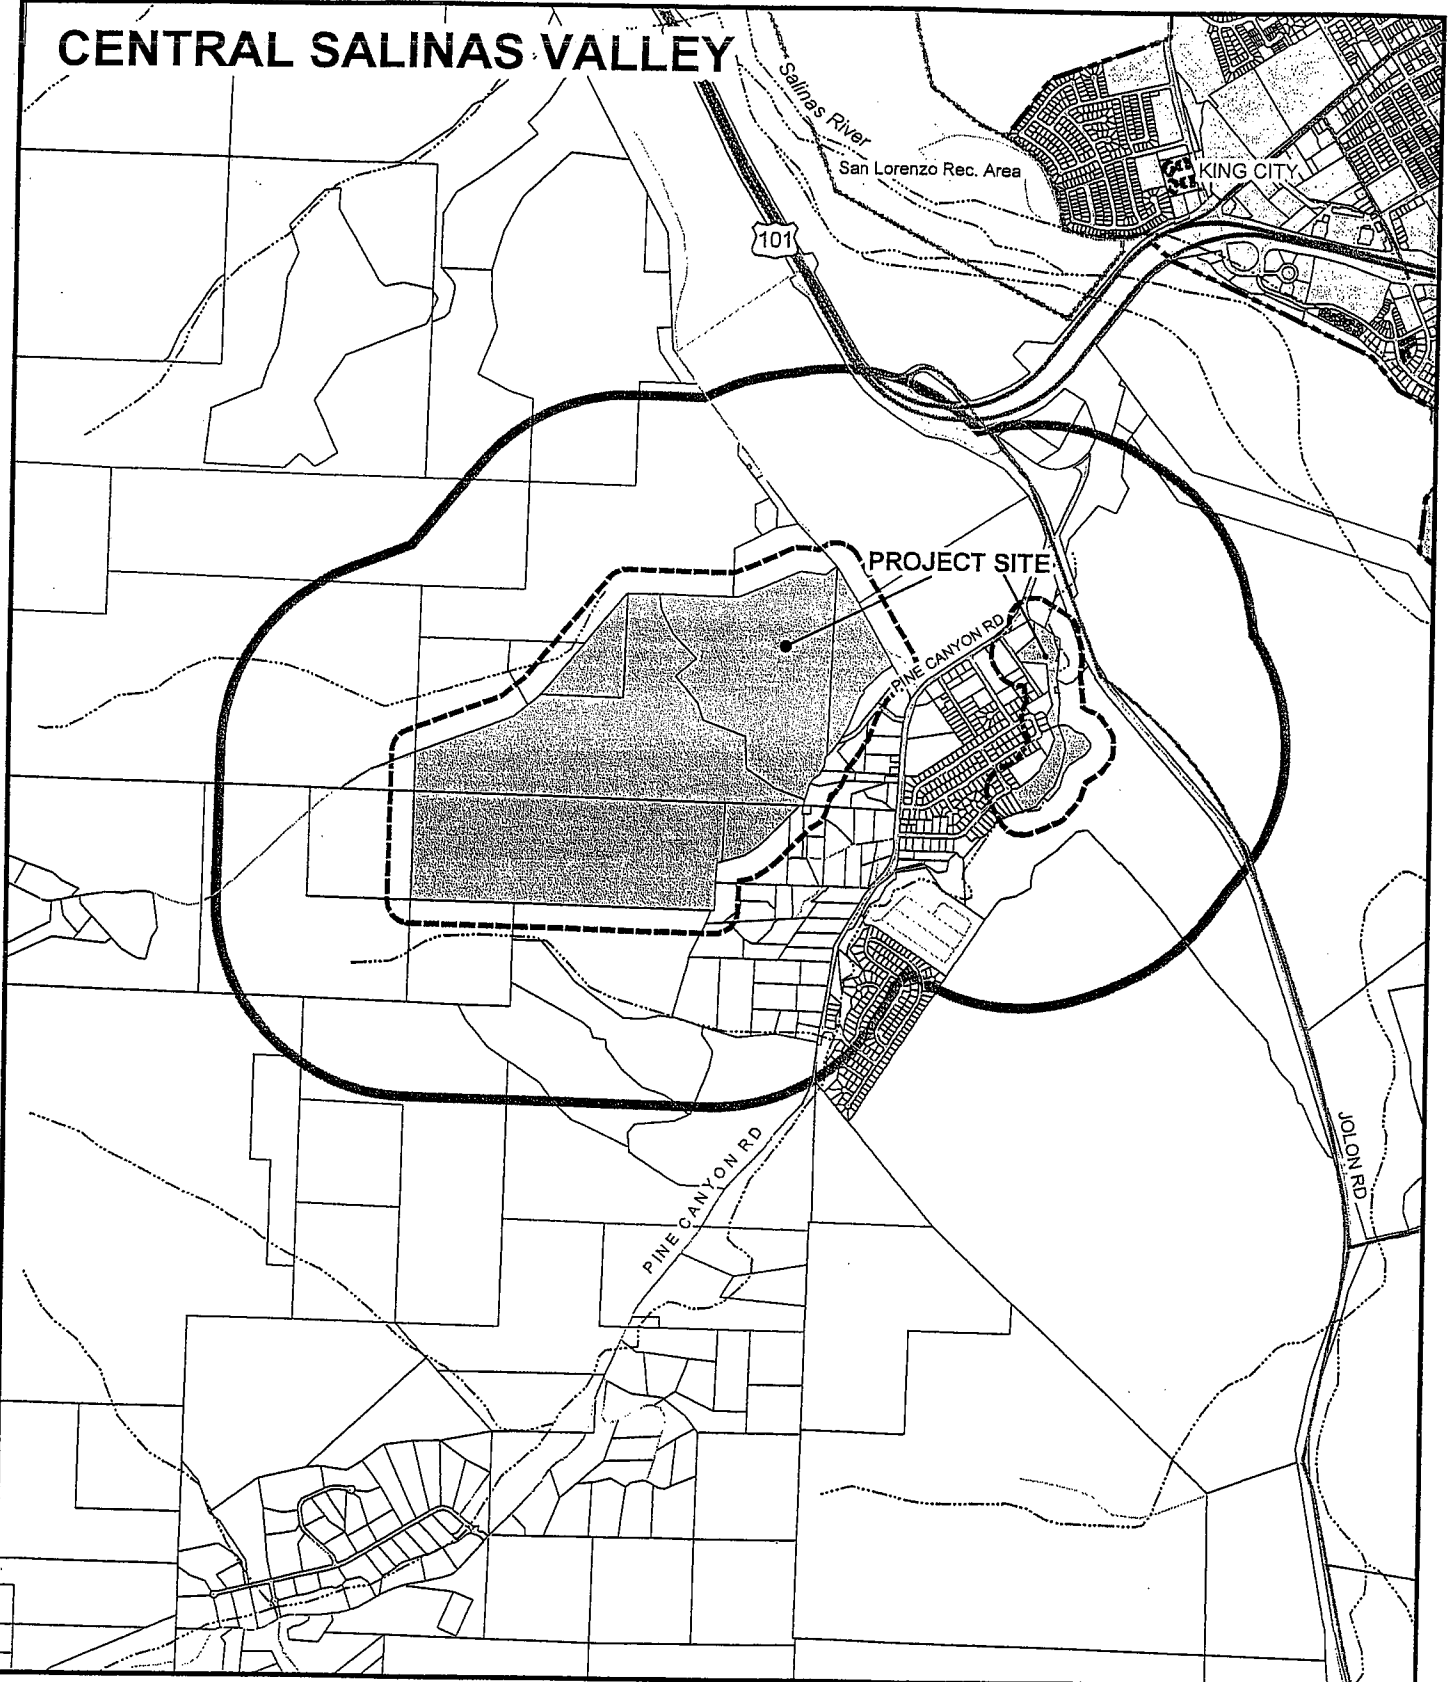 CENTRAL SALINAS VALLEY
Salinas River
San Lorenzo Rec. Area
KING CITY
101
PROJECT SITE
PINE CANYON RD
PINE CANYON RD
JOLON RD